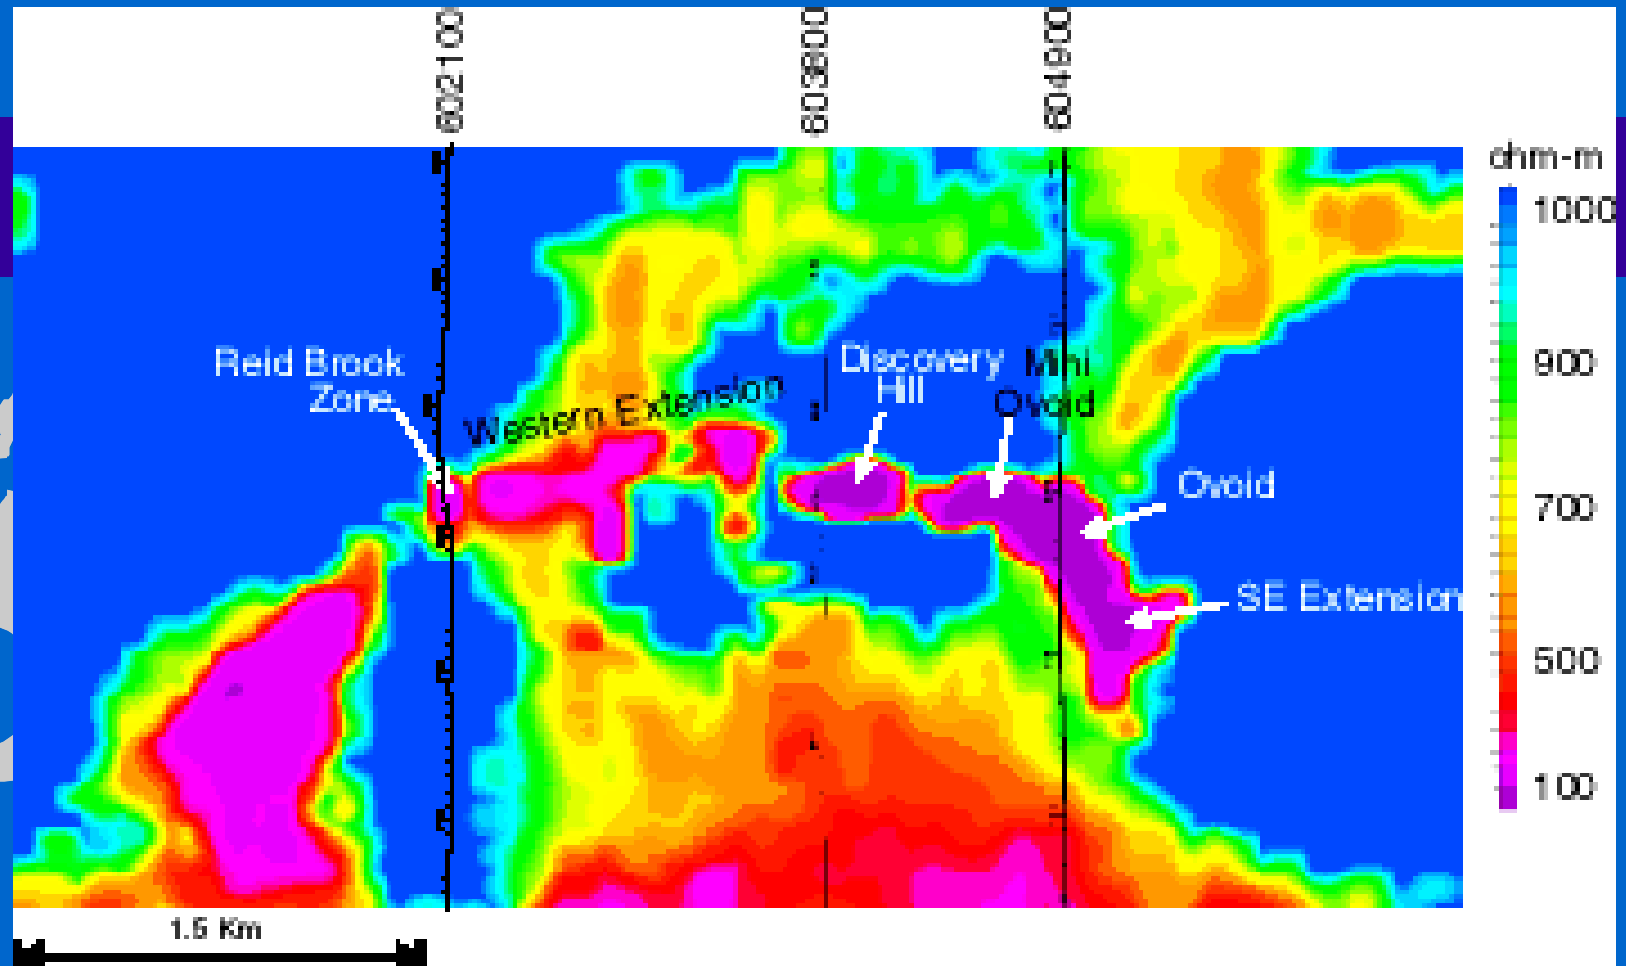 602100
603800
604900
ohm-m
1000
900
700
500
100
Reid Brook
Zone
Western Extension
Discovery
Hill
Mini
Ovoid
Ovoid
SE Extension
1.5 Km